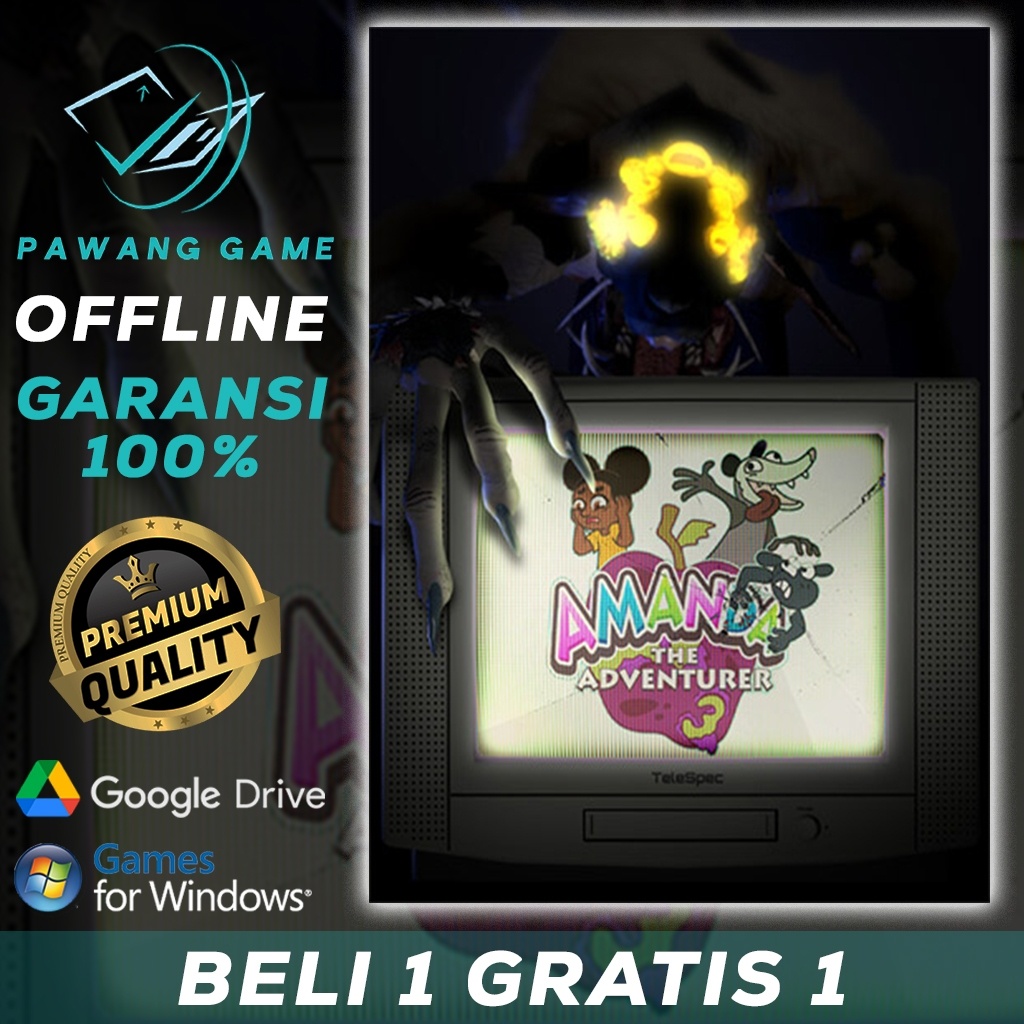 PAWANG GAME
OFFLINE
GARANSI
100%
PREMIUM QUALITY
PREMIUM
QUALITY
Google Drive
Games
for Windows®
AMANDA
THE
ADVENTURER
3
TeleSpec
BELI 1 GRATIS 1